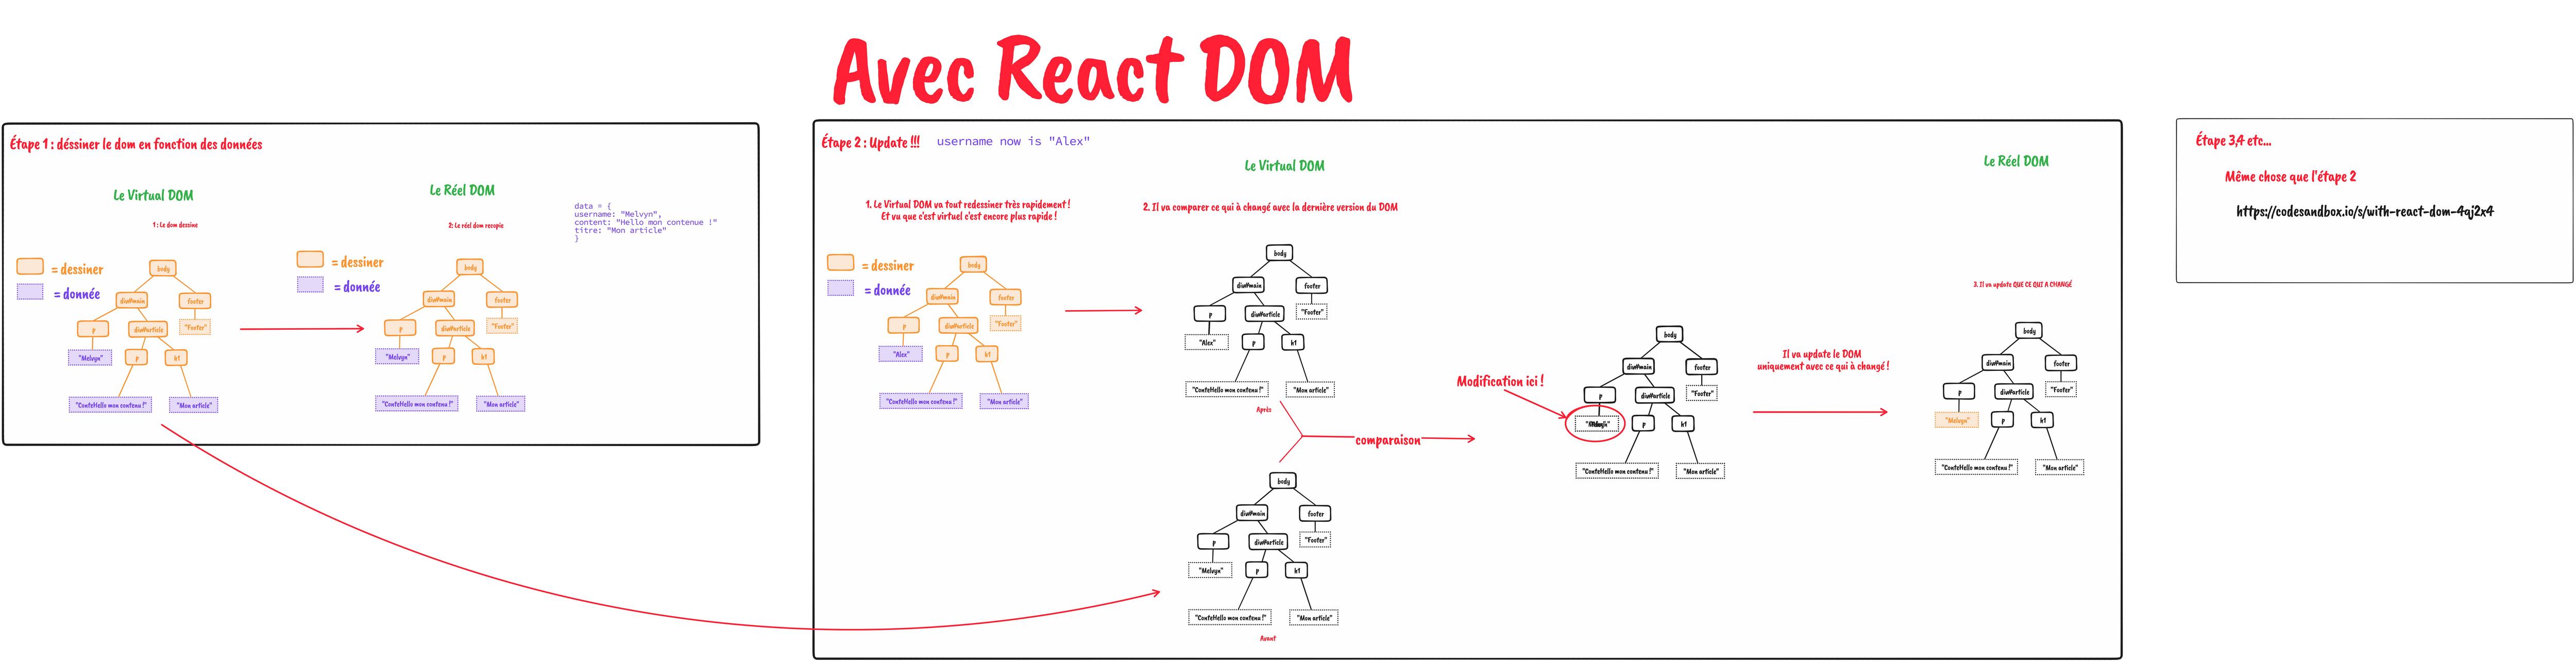 Avec React DOM
Étape 1 : déssiner le dom en fonction des données
Le Virtual DOM
1 : Le dom dessine
= dessiner
= donnée
body
div#main
footer
p
div#article
"Footer"
"Melvyn"
p
h1
"ConteHello mon contenu !"
"Mon article"
Le Réel DOM
2: Le réel dom recopie
= dessiner
= donnée
body
div#main
footer
p
div#article
"Footer"
"Melvyn"
p
h1
"ConteHello mon contenu !"
"Mon article"
data = {
username: "Melvyn",
content: "Hello mon contenue !"
titre: "Mon article"
}
Étape 2 : Update !!!
username now is "Alex"
1. Le Virtual DOM va tout redessiner très rapidement !
Et vu que c'est virtuel c'est encore plus rapide !
= dessiner
= donnée
body
div#main
footer
p
div#article
"Footer"
"Alex"
p
h1
"ConteHello mon contenu !"
"Mon article"
Le Virtual DOM
2. Il va comparer ce qui à changé avec la dernière version du DOM
body
div#main
footer
p
div#article
"Footer"
"Alex"
p
h1
"ConteHello mon contenu !"
"Mon article"
Après
comparaison
body
div#main
footer
p
div#article
"Footer"
"Melvyn"
p
h1
"ConteHello mon contenu !"
"Mon article"
Avant
Modification ici !
body
div#main
footer
p
div#article
"Footer"
p
h1
"ConteHello mon contenu !"
"Mon article"
Il va update le DOM
uniquement avec ce qui à changé !
Le Réel DOM
3. Il va update QUE CE QUI A CHANGÉ
body
div#main
footer
p
div#article
"Footer"
"Melvyn"
p
h1
"ConteHello mon contenu !"
"Mon article"
Étape 3,4 etc...
Même chose que l'étape 2
https://codesandbox.io/s/with-react-dom-4qj2x4